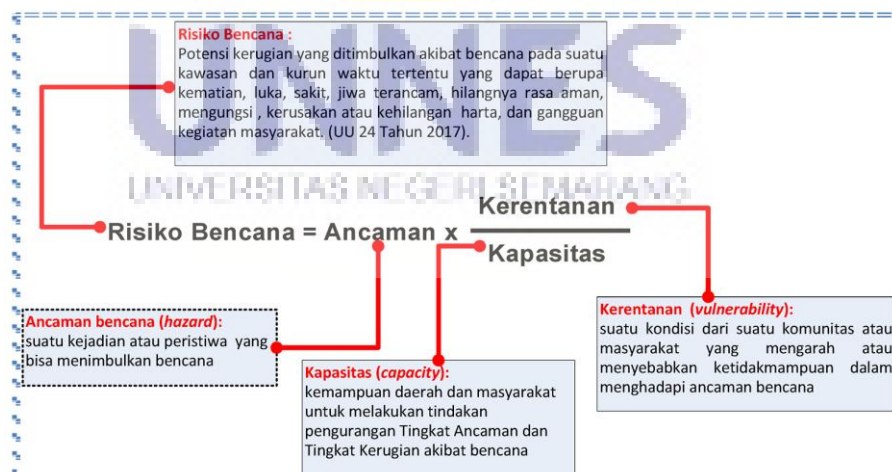 UNNES
UNIVERSITAS NEGERI SEMARANG
Risiko Bencana :
Potensi kerugian yang ditimbulkan akibat bencana pada suatu
kawasan dan kurun waktu tertentu yang dapat berupa
kematian, luka, sakit, jiwa terancam, hilangnya rasa aman,
mengungsi , kerusakan atau kehilangan harta, dan gangguan
kegiatan masyarakat. (UU 24 Tahun 2017).
Risiko Bencana = Ancaman x Kerentanan
Kapasitas
Ancaman bencana (hazard):
suatu kejadian atau peristiwa yang
bisa menimbulkan bencana
Kapasitas (capacity):
kemampuan daerah dan masyarakat
untuk melakukan tindakan
pengurangan Tingkat Ancaman dan
Tingkat Kerugian akibat bencana
Kerentanan (vulnerability):
suatu kondisi dari suatu komunitas atau
masyarakat yang mengarah atau
menyebabkan ketidakmampuan dalam
menghadapi ancaman bencana